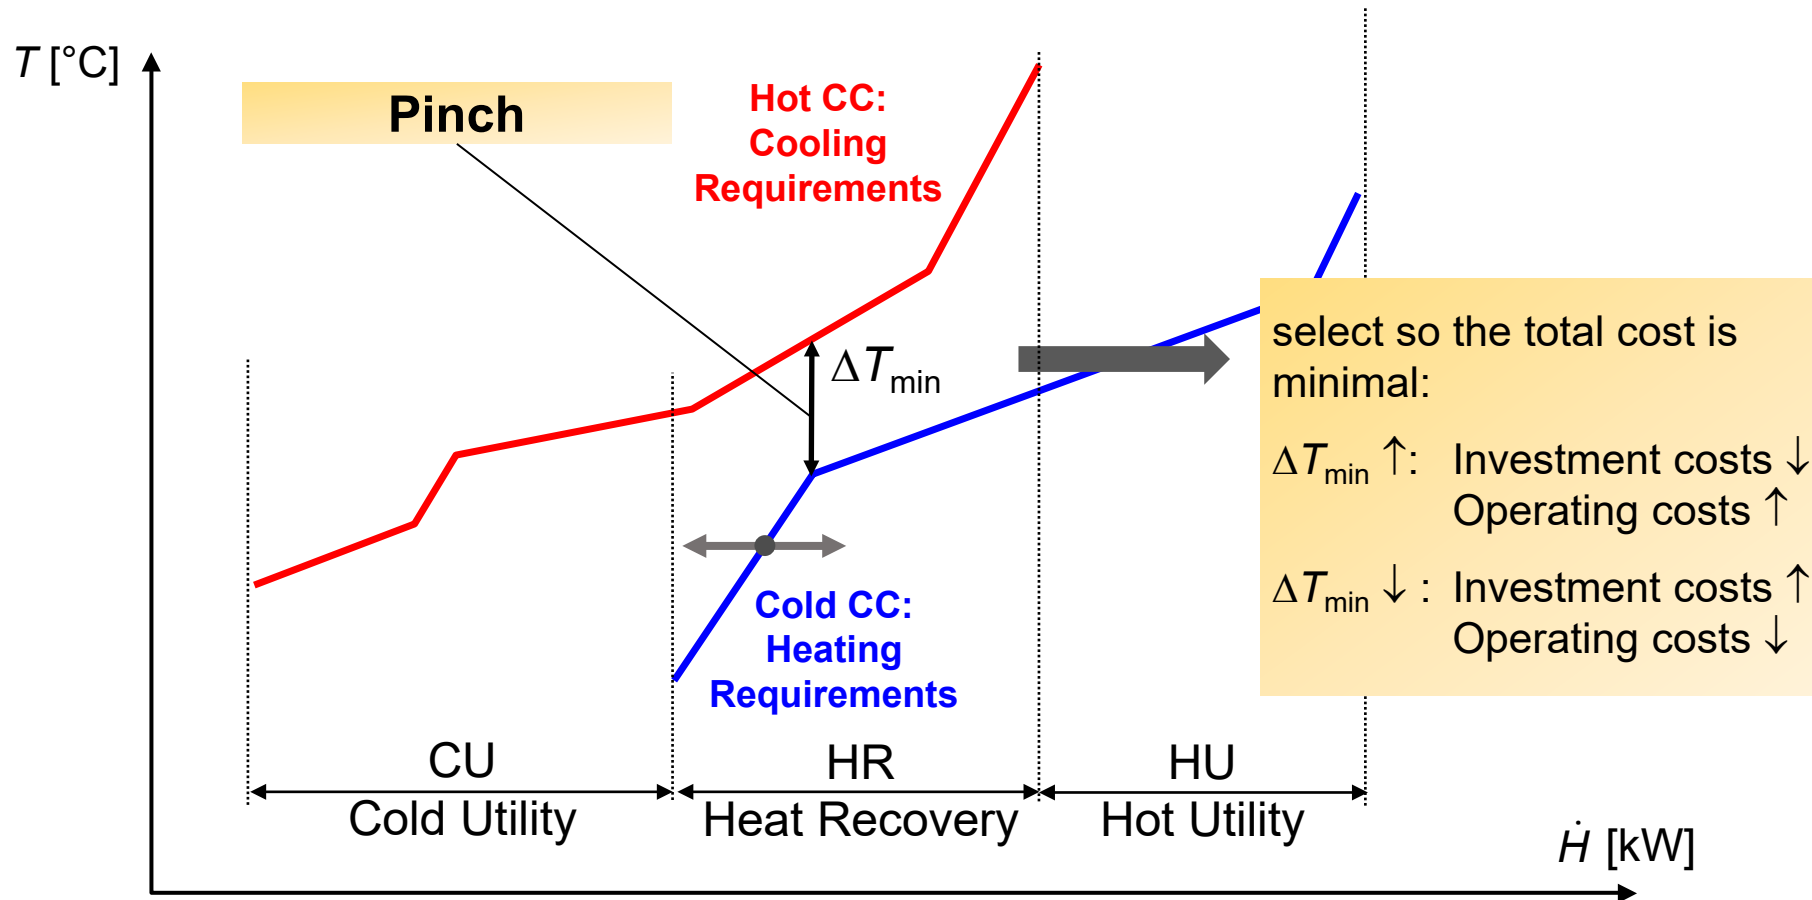 T [°C]
Pinch
Hot CC:
Cooling
Requirements
ΔTmin
select so the total cost is
minimal:
ΔTmin ↑: Investment costs ↓
Operating costs ↑
ΔTmin ↓ : Investment costs ↑
Operating costs ↓
Cold CC:
Heating
Requirements
CU
Cold Utility
HR
Heat Recovery
HU
Hot Utility
Ḣ [kW]